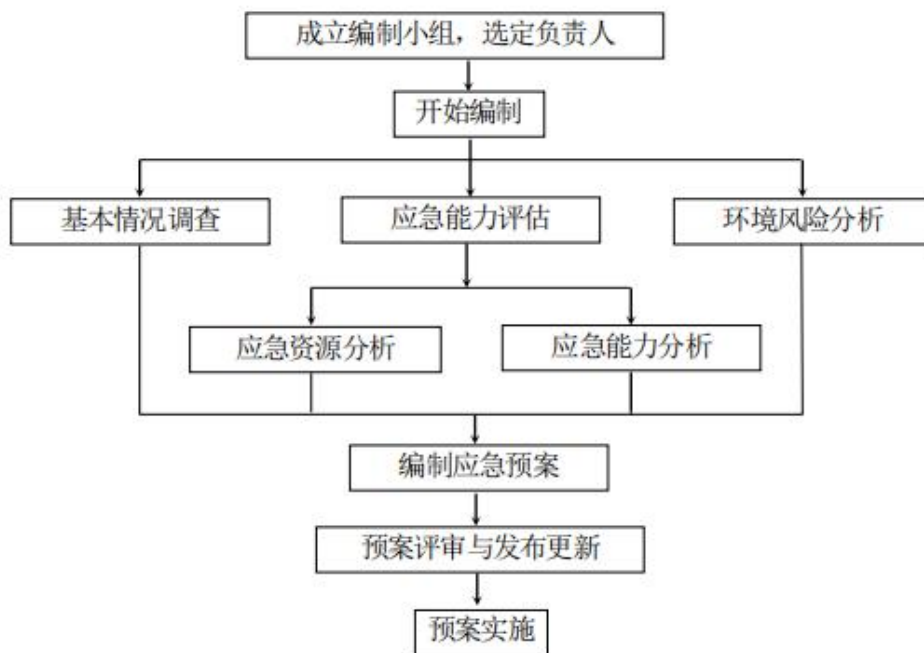 成立编制小组，选定负责人
开始编制
基本情况调查
应急能力评估
环境风险分析
应急资源分析
应急能力分析
编制应急预案
预案评审与发布更新
预案实施